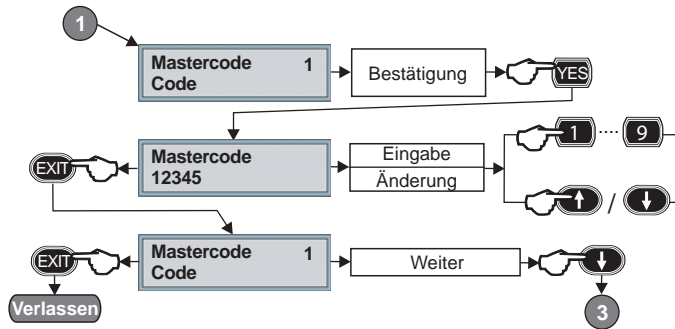 1
Mastercode 1
Code
Bestätigung
YES
Mastercode
12345
EXIT
Eingabe
Änderung
1 ···· 9
/
Mastercode 1
Code
EXIT
Weiter
Verlassen
3